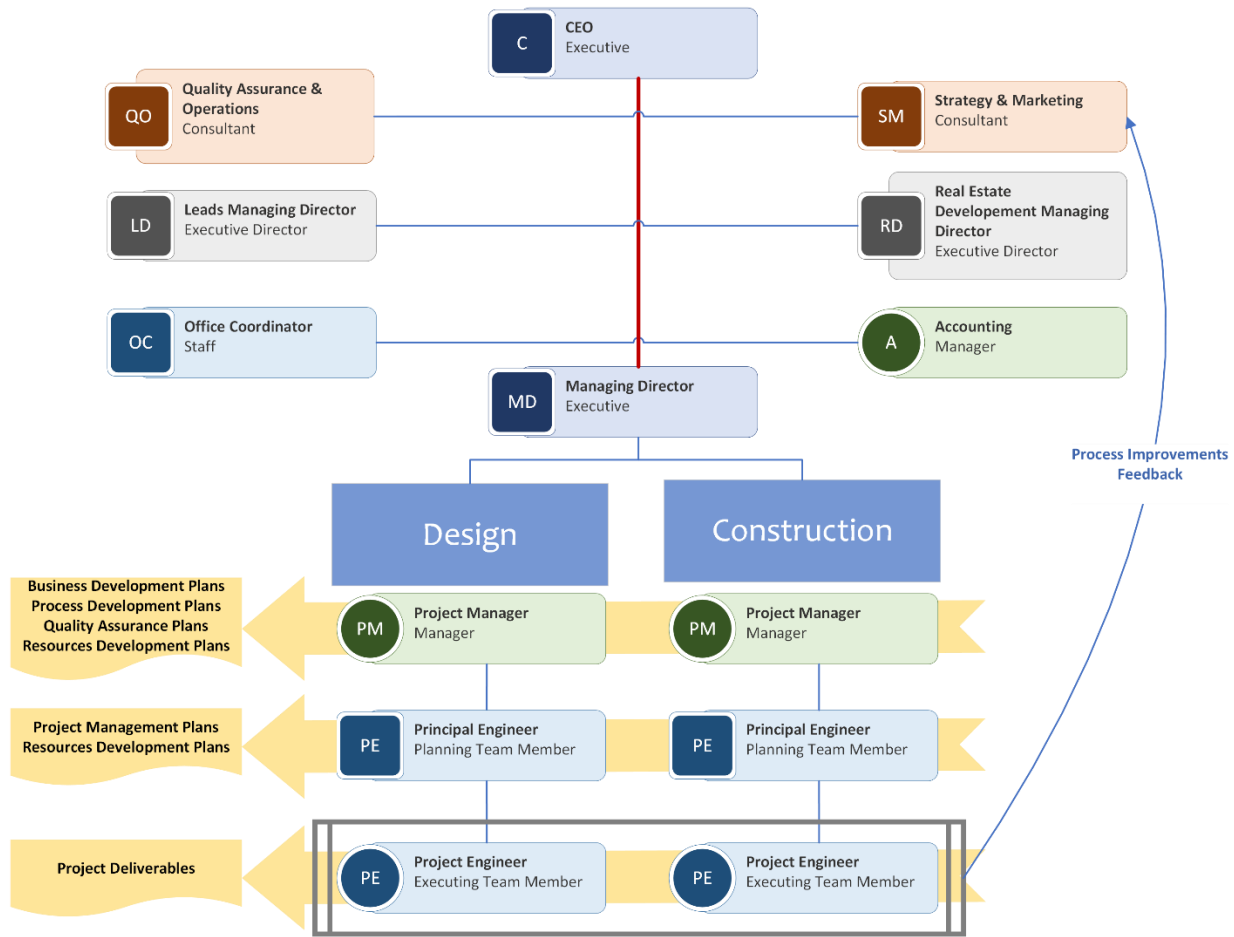 C
CEO
Executive
QO
Quality Assurance &
Operations
Consultant
SM
Strategy & Marketing
Consultant
LD
Leads Managing Director
Executive Director
RD
Real Estate
Developement Managing
Director
Executive Director
OC
Office Coordinator
Staff
A
Accounting
Manager
MD
Managing Director
Executive
Process Improvements
Feedback
Design
Construction
Business Development Plans
Process Development Plans
Quality Assurance Plans
Resources Development Plans
PM
Project Manager
Manager
PM
Project Manager
Manager
Project Management Plans
Resources Development Plans
PE
Principal Engineer
Planning Team Member
PE
Principal Engineer
Planning Team Member
Project Deliverables
PE
Project Engineer
Executing Team Member
PE
Project Engineer
Executing Team Member